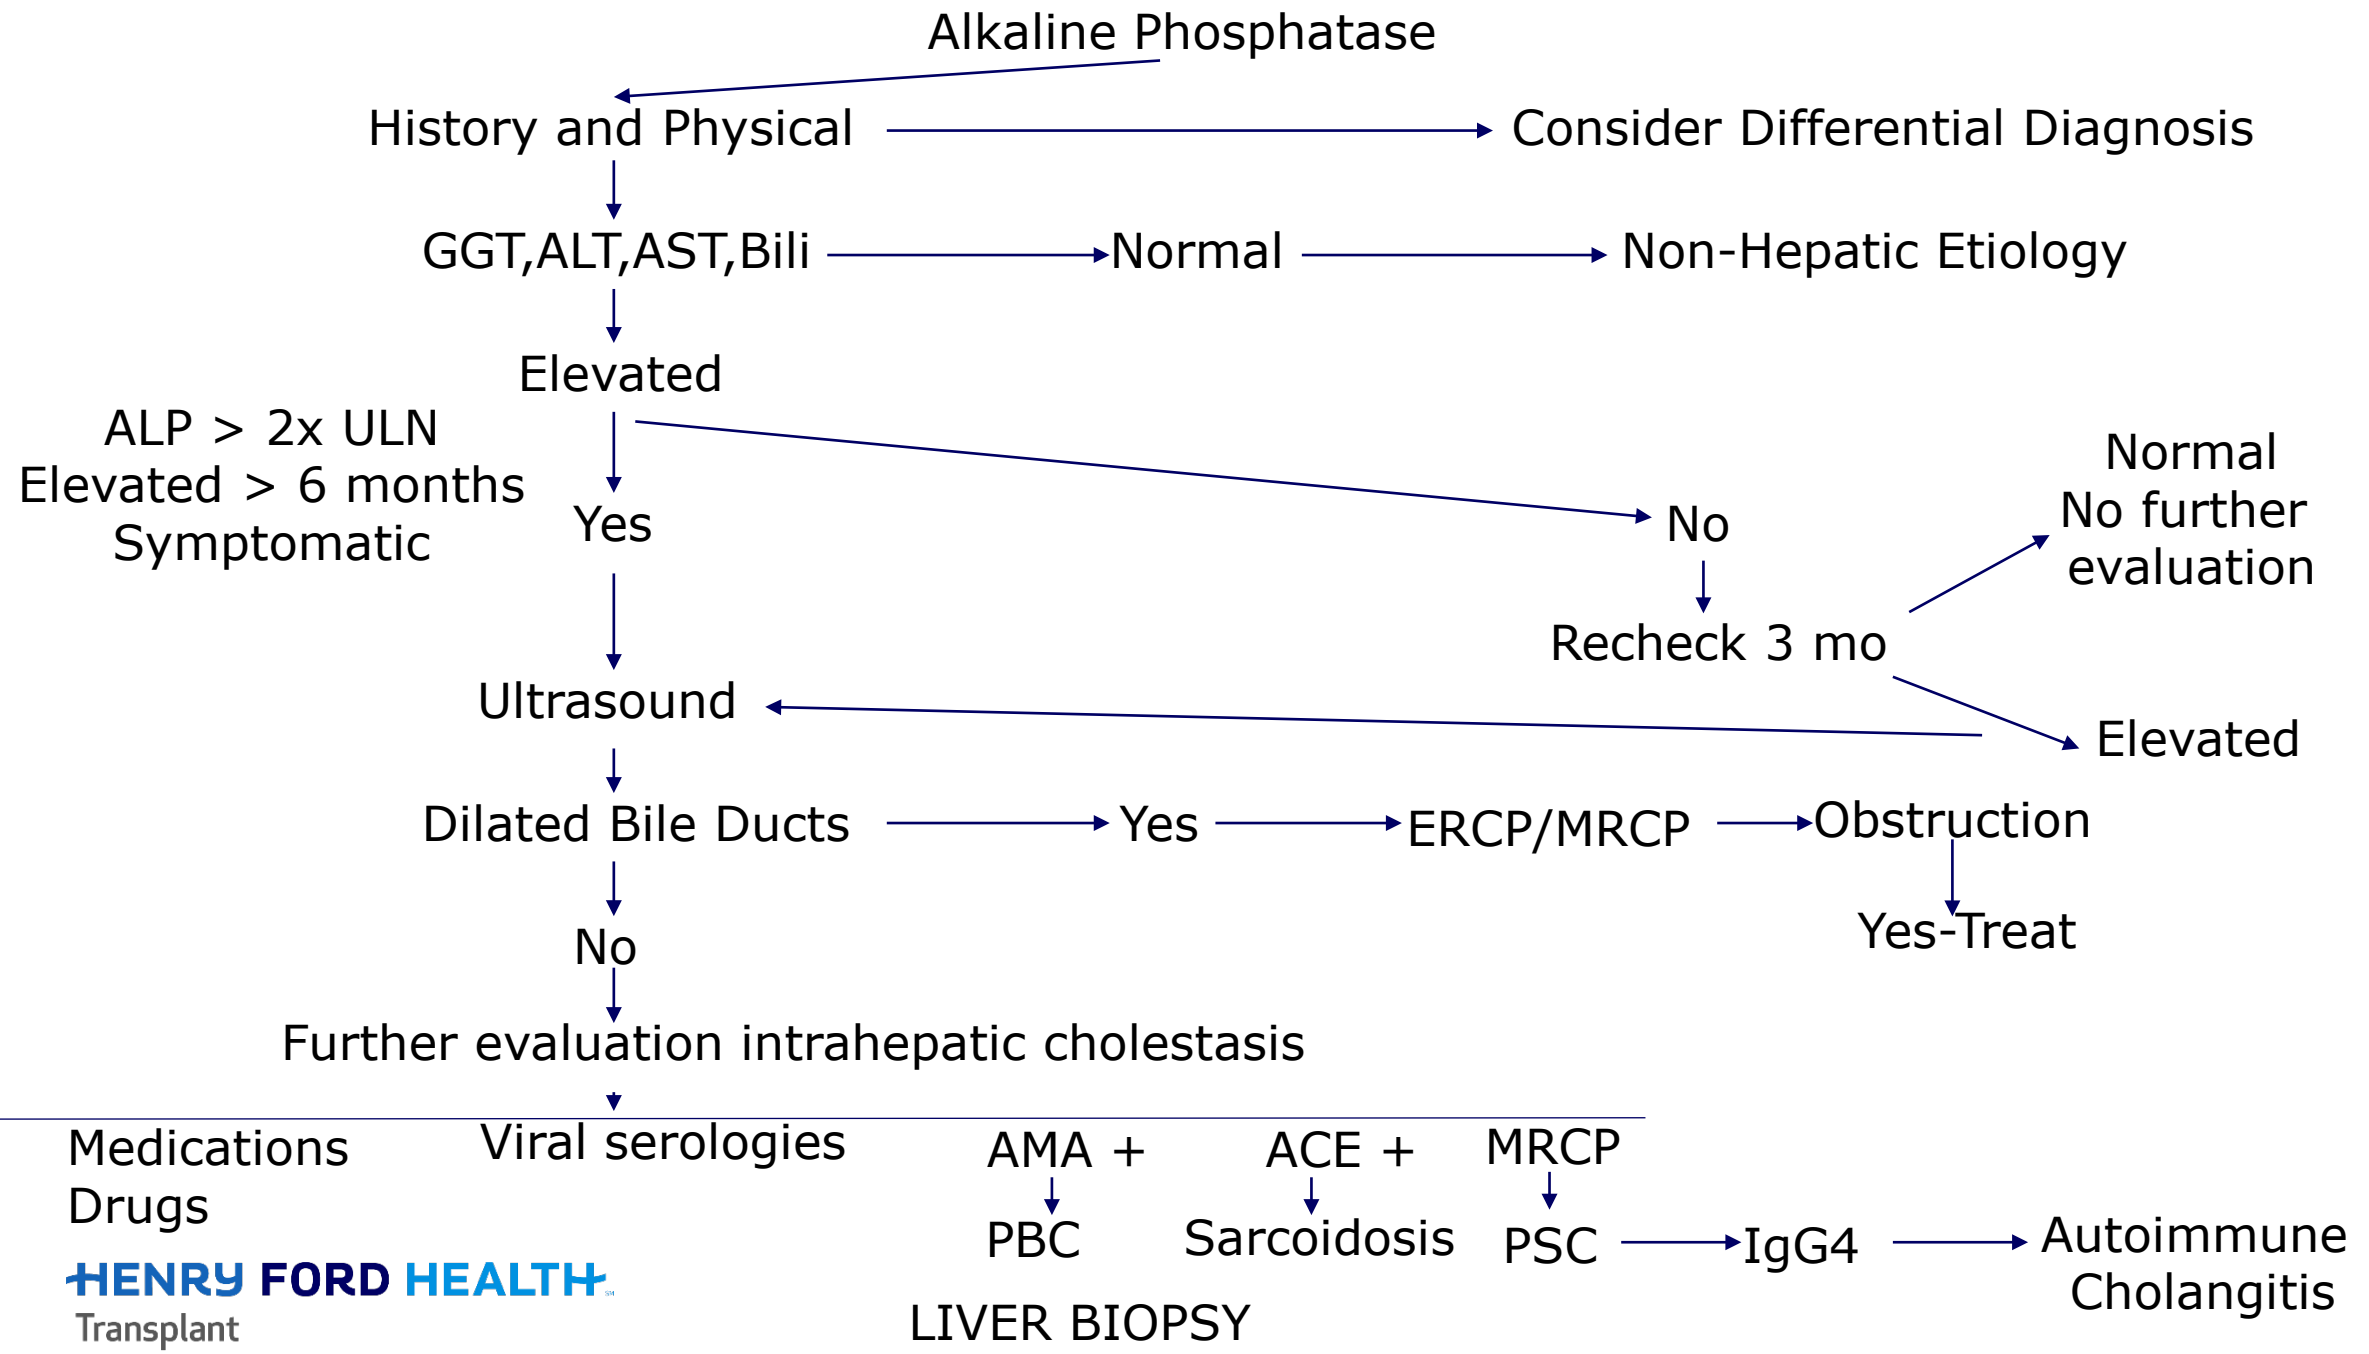 Alkaline Phosphatase
History and Physical
Consider Differential Diagnosis
GGT,ALT,AST,Bili
Normal
Non-Hepatic Etiology
Elevated
ALP > 2x ULN
Elevated > 6 months
Symptomatic
Yes
No
Normal
No further
evaluation
Recheck 3 mo
Ultrasound
Elevated
Dilated Bile Ducts
Yes
ERCP/MRCP
Obstruction
Yes-Treat
No
Further evaluation intrahepatic cholestasis
Medications
Drugs
Viral serologies
AMA +
ACE +
MRCP
PBC
Sarcoidosis
PSC
IgG4
Autoimmune
Cholangitis
HENRY FORD HEALTH SM
Transplant
LIVER BIOPSY